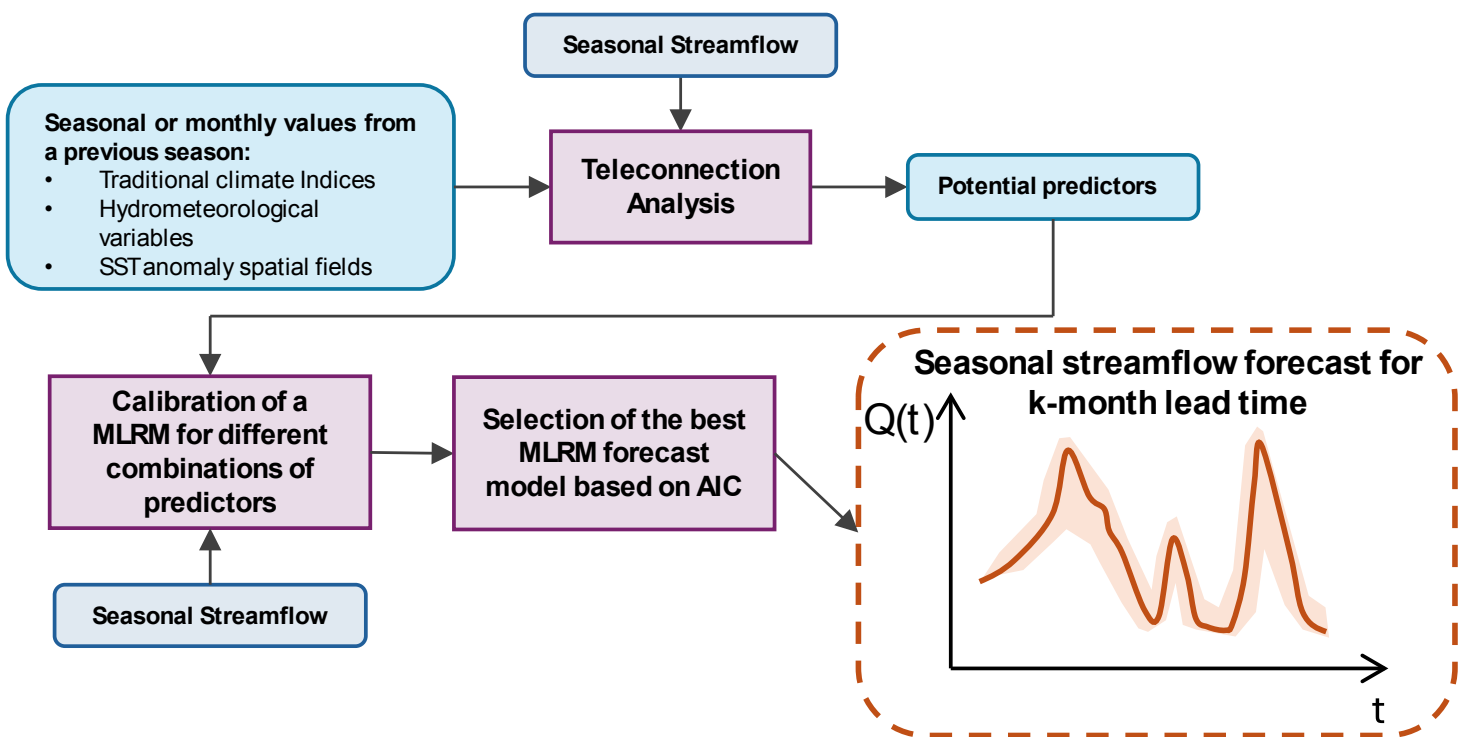 Seasonal Streamflow
Seasonal or monthly values from
a previous season:
• Traditional climate Indices
• Hydrometeorological
variables
• SSTanomaly spatial fields
Teleconnection
Analysis
Potential predictors
Calibration of a
MLRM for different
combinations of
predictors
Selection of the best
MLRM forecast
model based on AIC
Seasonal Streamflow
Seasonal streamflow forecast for
k-month lead time
Q(t)
t